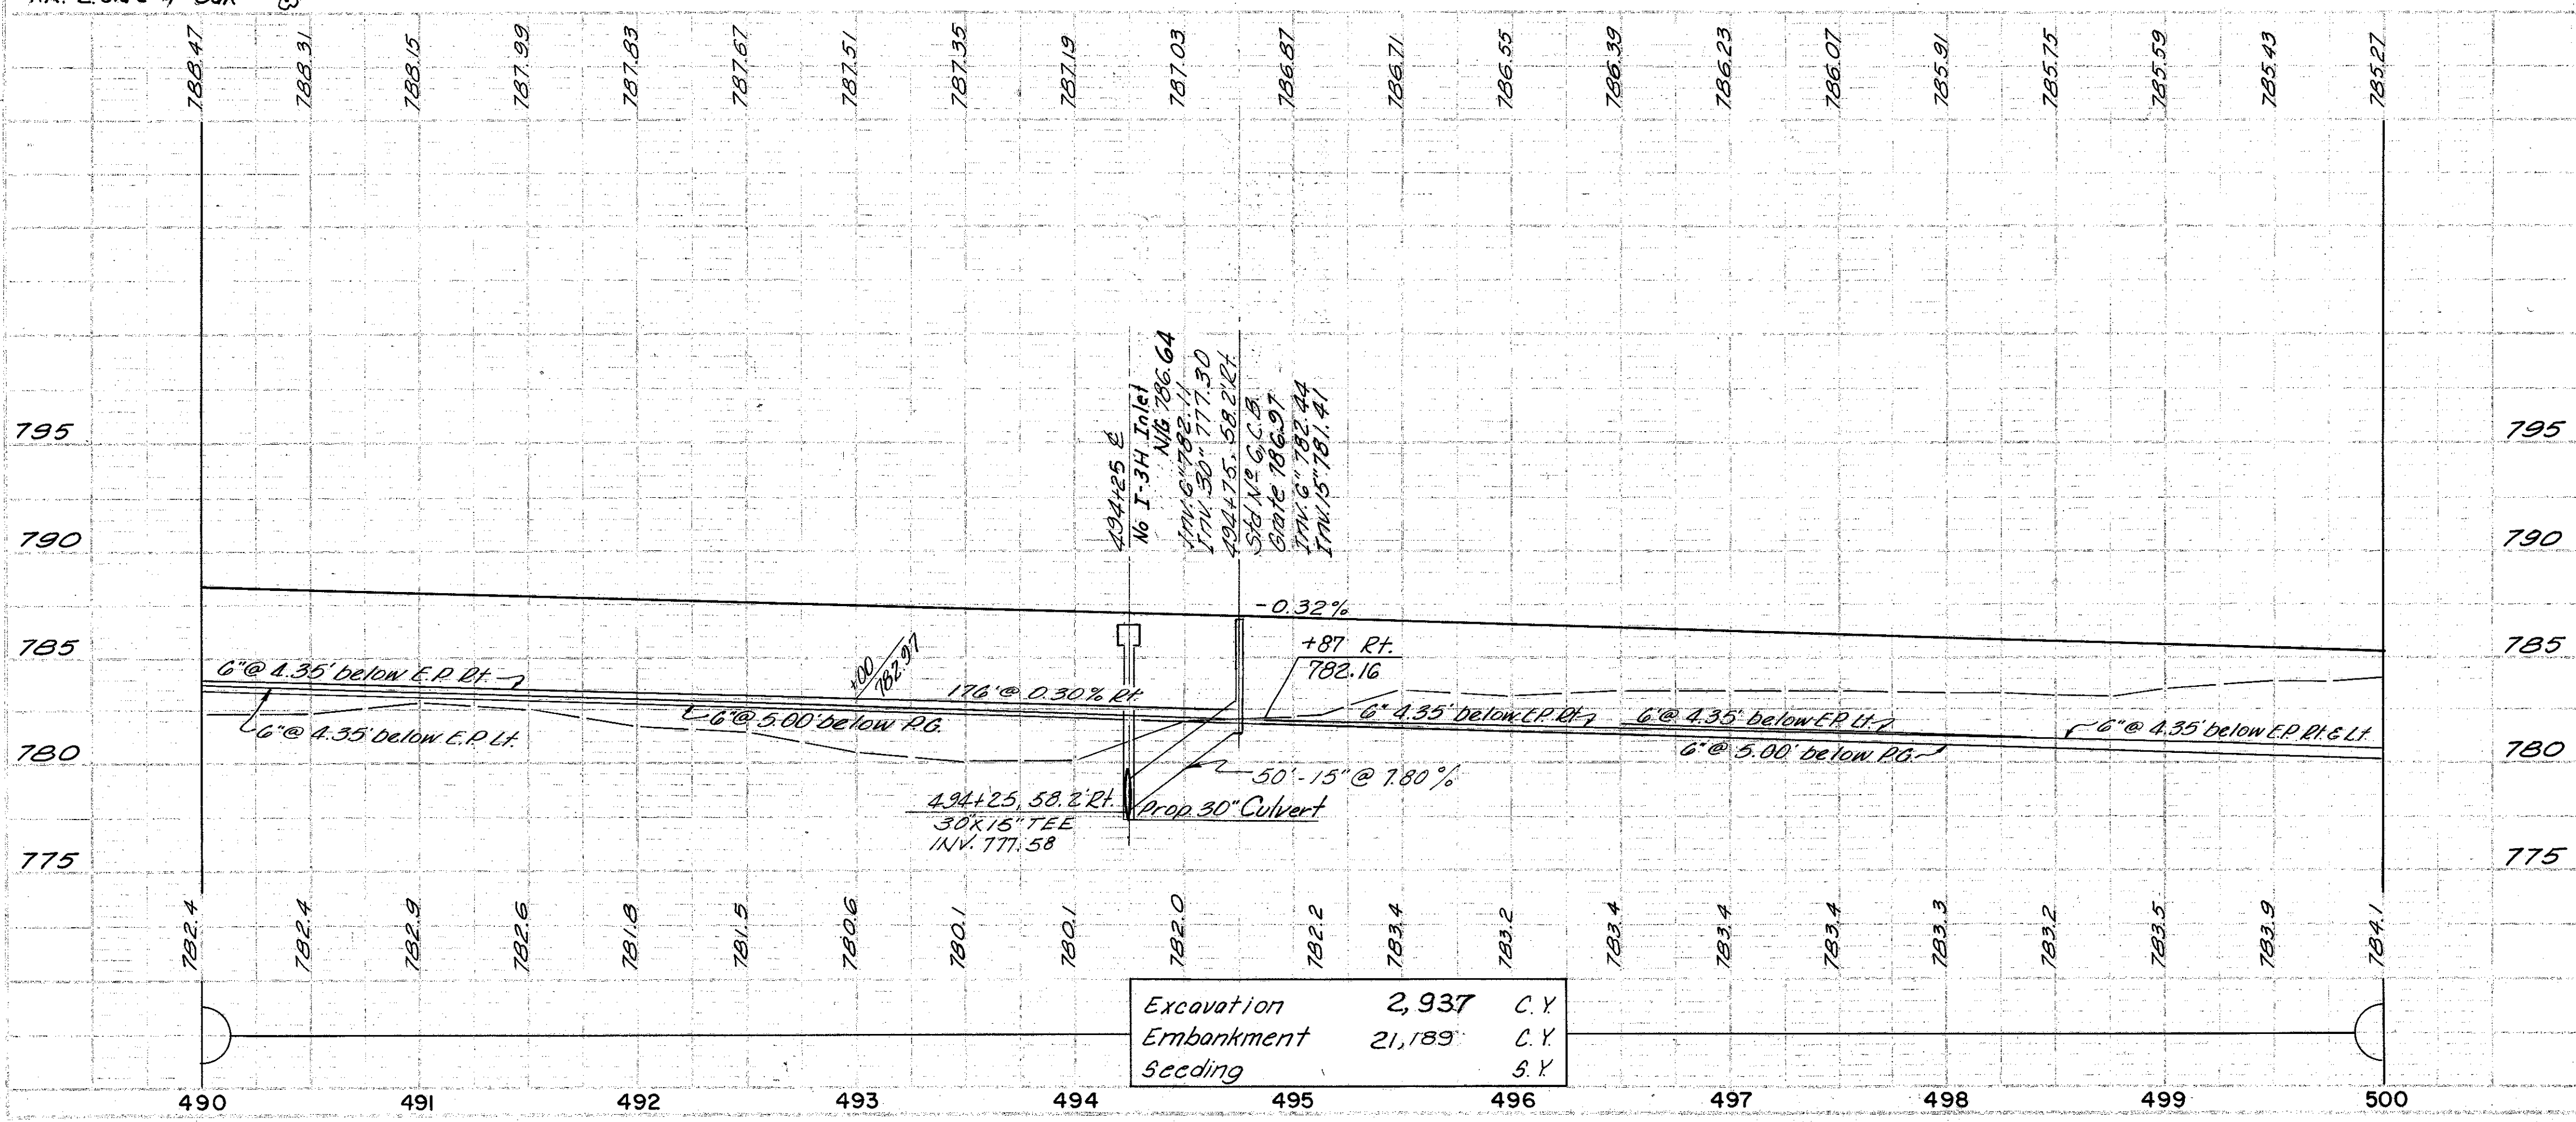 788.47 788.31 788.15 787.99 787.83 787.67 787.51 787.35 787.19 787.03 786.87 786.71 786.55 786.39 786.23 786.07 785.91 785.75 785.59 785.43 785.27
494+25 ℄
No I-3H Inlet
N/G 786.64
Inv. 6" 782.11
Inv. 30" 777.30
494+75, 58.2' Rt.
Std Nº 6, C.B.
Grate 786.97
Inv. 6" 782.44
Inv. 15" 781.41
795 795
790 790
-0.32%
785 785
+87 Rt.
782.16
+00
782.97
6"@ 4.35' below E.P. Rt.
176' @ 0.30% Rt.
6"@ 5.00' below P.G.
6" 4.35' below E.P. Rt.
6"@ 4.35' below E.P. Lt.
6"@ 4.35' below E.P. Rt & Lt.
6"@ 4.35' below E.P. Lt.
6"@ 5.00' below P.G.
780 780
50'-15" @ 7.80%
494+25, 58.2' Rt.
30"X15" TEE
INV. 777.58
Prop. 30" Culvert
775 775
782.4 782.4 782.9 782.6 781.8 781.5 780.6 780.1 780.1 782.0 782.2 783.4 783.2 783.4 783.4 783.4 783.3 783.2 783.5 783.9 784.1
Excavation 2,937 C.Y.
Embankment 21,189 C.Y.
Seeding S.Y.
490 491 492 493 494 495 496 497 498 499 500